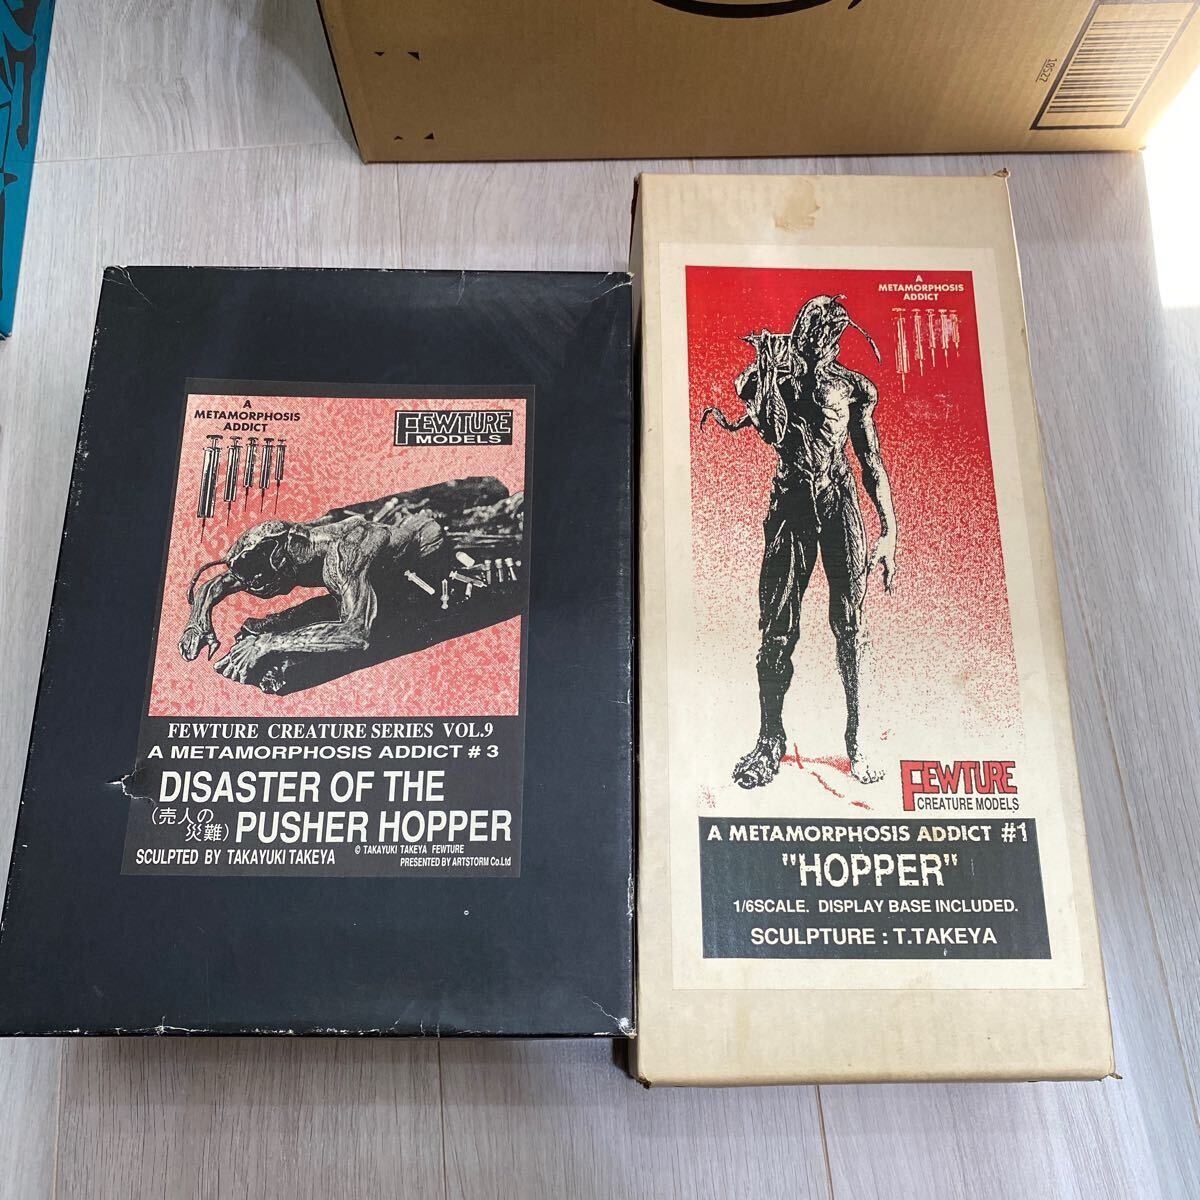 18527
A
METAMORPHOSIS
ADDICT
FEWTURE
MODELS
FEWTURE CREATURE SERIES VOL.9
A METAMORPHOSIS ADDICT # 3
DISASTER OF THE
(売人の
災難)
PUSHER HOPPER
© TAKAYUKI TAKEYA FEWTURE
SCULPTED BY TAKAYUKI TAKEYA
PRESENTED BY ARTSTORM Co.Ltd
A
METAMORPHOSIS
ADDICT
FEWTURE
CREATURE MODELS
A METAMORPHOSIS ADDICT #1
"HOPPER"
1/6SCALE. DISPLAY BASE INCLUDED.
SCULPTURE : T.TAKEYA